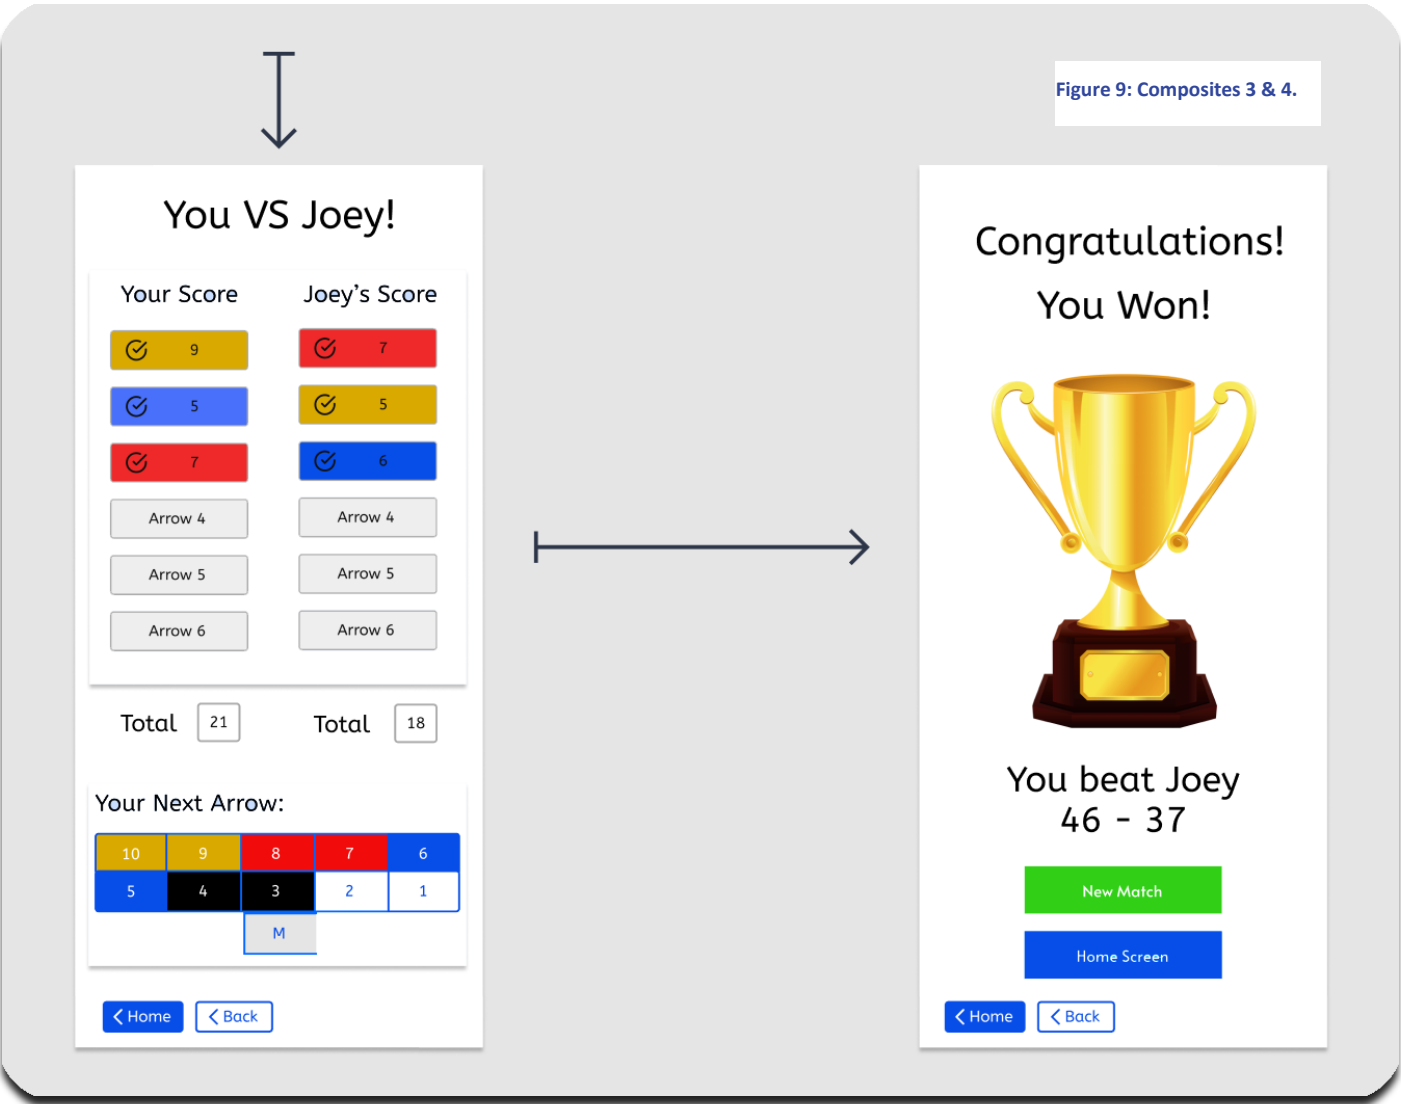 Figure 9: Composites 3 & 4.
You VS Joey!
Your Score
Joey's Score
9
7
5
5
7
6
Arrow 4
Arrow 4
Arrow 5
Arrow 5
Arrow 6
Arrow 6
Total 21
Total 18
Your Next Arrow:
10 9 8 7 6
5 4 3 2 1
M
Home
Back
Congratulations!
You Won!
You beat Joey
46 - 37
New Match
Home Screen
Home
Back